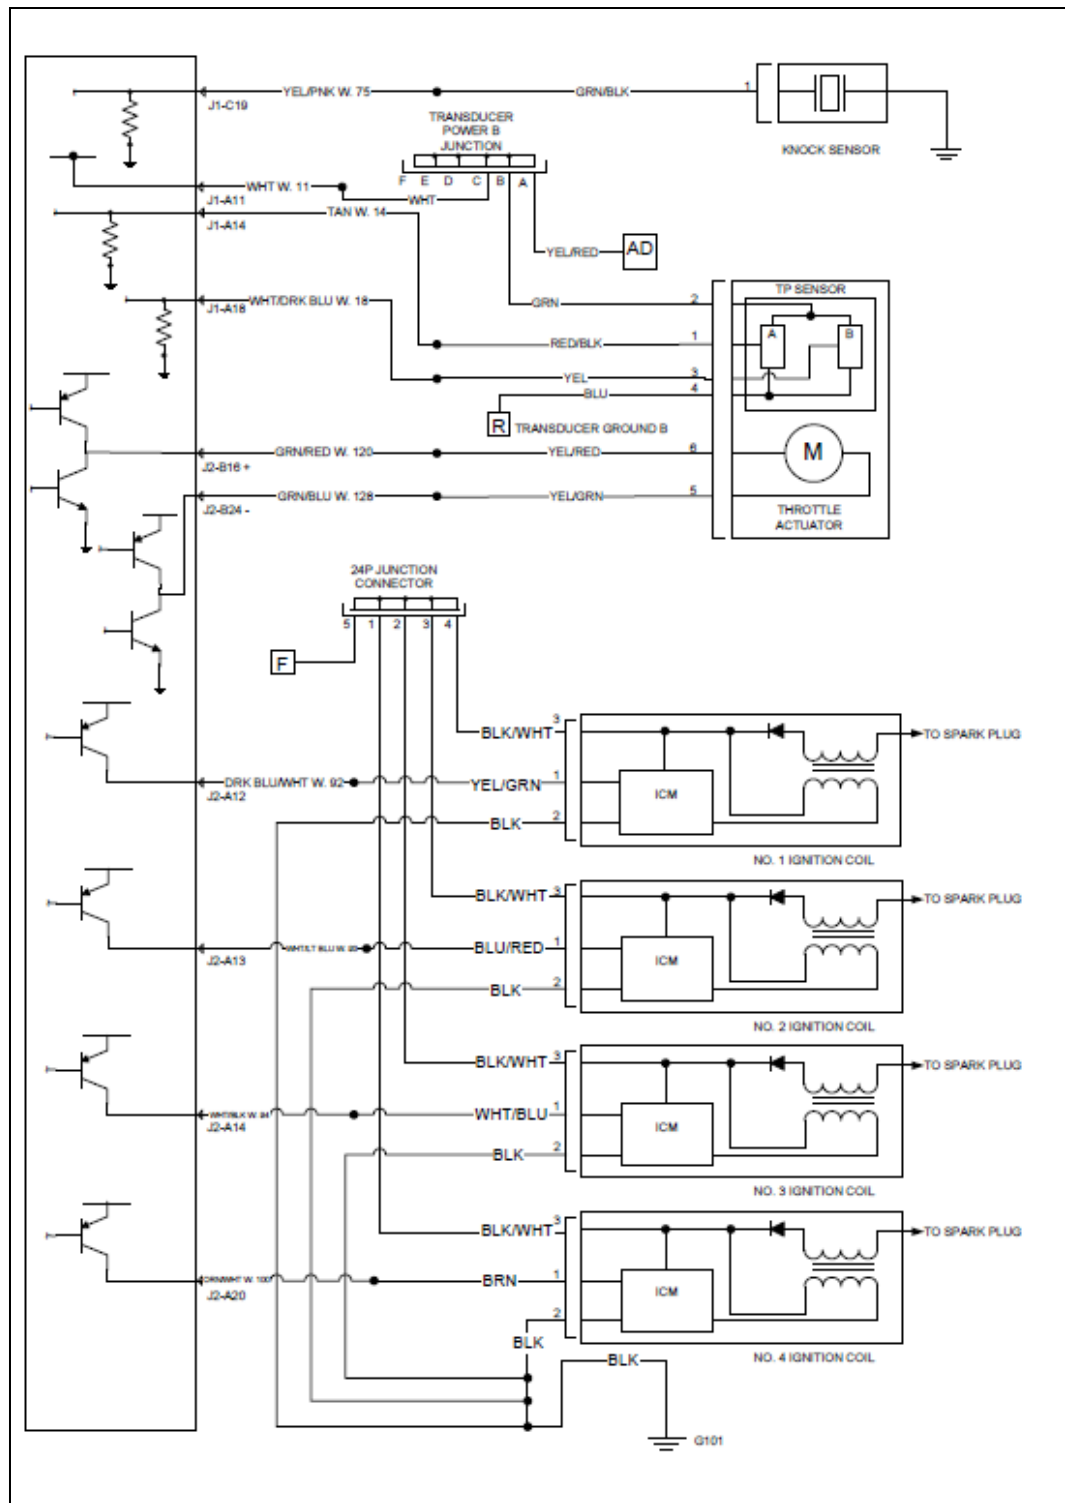 YEL/PNK W. 75
GRN/BLK
1
J1-C19
KNOCK SENSOR
TRANSDUCER
POWER B
JUNCTION
F E D C B A
WHT W. 11
WHT
J1-A11
TAN W. 14
J1-A14
YEL/RED
AD
WHT/DRK BLU W. 18
J1-A18
GRN
2
TP SENSOR
A
B
RED/BLK
1
YEL
3
BLU
4
R
TRANSDUCER GROUND B
GRN/RED W. 120
YEL/RED
6
M
J2-B16 +
GRN/BLU W. 128
YEL/GRN
5
J2-B24 -
THROTTLE
ACTUATOR
24P JUNCTION
CONNECTOR
5 1 2 3 4
F
BLK/WHT
3
TO SPARK PLUG
DRK BLU/WHT W. 92
YEL/GRN
1
ICM
J2-A12
BLK
2
NO. 1 IGNITION COIL
BLK/WHT
3
TO SPARK PLUG
BLU/RED
1
ICM
J2-A13
BLK
2
NO. 2 IGNITION COIL
BLK/WHT
3
TO SPARK PLUG
WHT/BLK W. 94
WHT/BLU
1
ICM
J2-A14
BLK
2
NO. 3 IGNITION COIL
BLK/WHT
3
TO SPARK PLUG
BRN
1
ICM
J2-A20
2
BLK
NO. 4 IGNITION COIL
BLK
G101